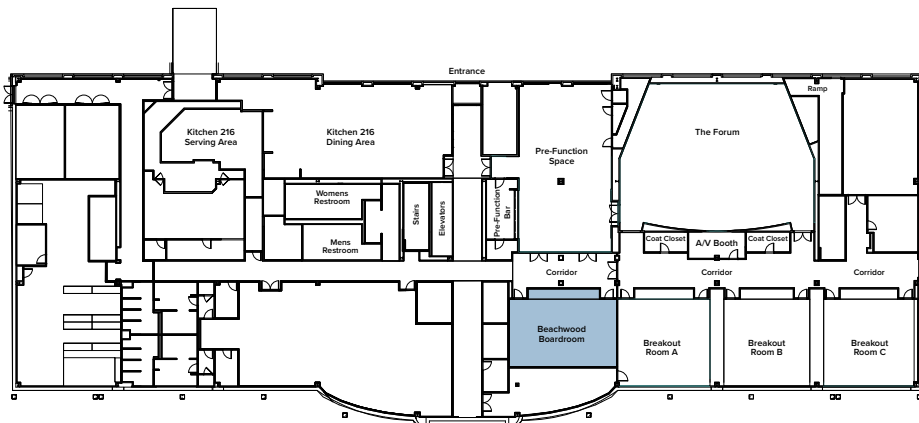 Entrance
Ramp
Kitchen 216
Serving Area
Kitchen 216
Dining Area
The Forum
Pre-Function
Space
Womens
Restroom
Stairs
Elevators
Pre-Function
Bar
Mens
Restroom
Coat Closet
A/V Booth
Coat Closet
Corridor
Corridor
Corridor
Beachwood
Boardroom
Breakout
Room A
Breakout
Room B
Breakout
Room C